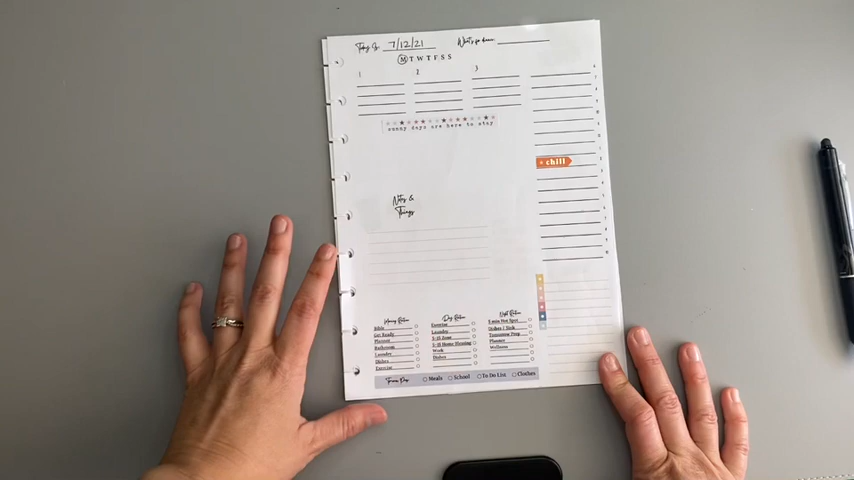 Today Is: 7/12/21
What's for dinner:
M T W T F S S
1 2 3
sunny days are here to stay
chill
Notes &
Things
Morning Routine
Bible
Get Ready
Planner
Bathroom
Laundry
Dishes
Exercise
Day Routine
Exercise
Laundry
5-15 Zone
5-15 Home Blessing
Work
Dishes
Night Routine
5 min Hot Spot
Dishes / Sink
Tomorrow Prep
Planner
Wellness
Tomorrow Prep: Meals School To Do List Clothes